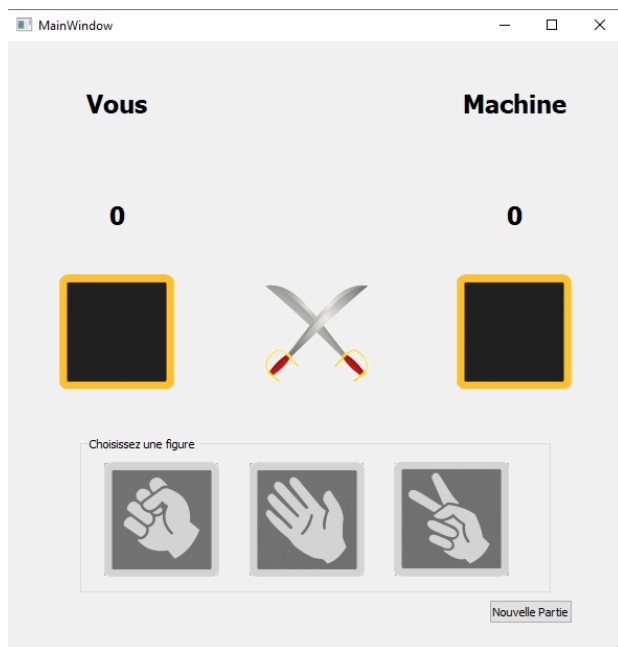 MainWindow
Vous
Machine
0
0
Choisissez une figure
Nouvelle Partie